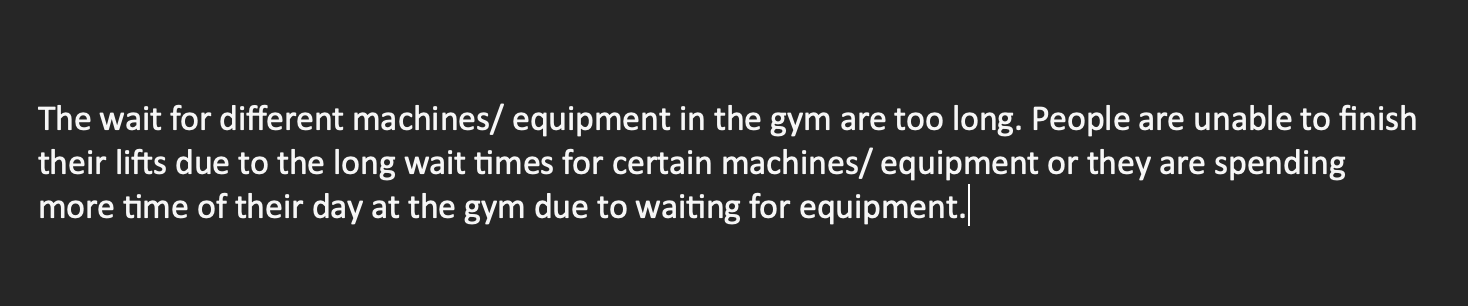 The wait for different machines/ equipment in the gym are too long. People are unable to finish
their lifts due to the long wait times for certain machines/ equipment or they are spending
more time of their day at the gym due to waiting for equipment.